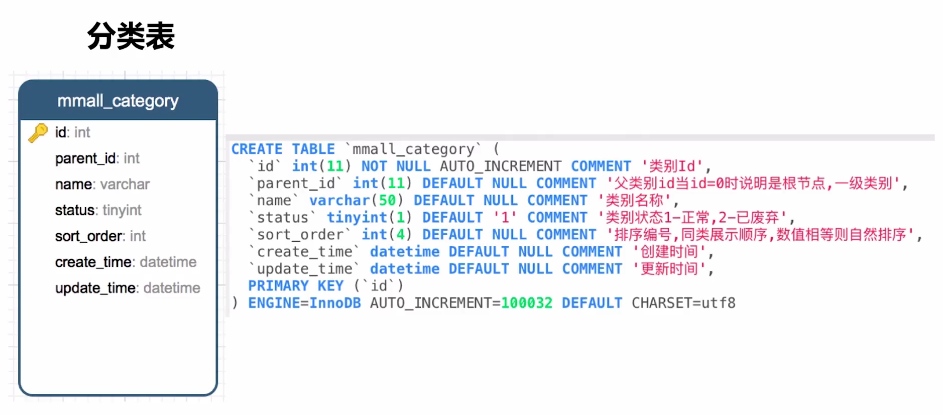 分类表
mmall_category
id: int
parent_id: int
name: varchar
status: tinyint
sort_order: int
create_time: datetime
update_time: datetime
CREATE TABLE `mmall_category` (
`id` int(11) NOT NULL AUTO_INCREMENT COMMENT '类别Id',
`parent_id` int(11) DEFAULT NULL COMMENT '父类别id当id=0时说明是根节点,一级类别',
`name` varchar(50) DEFAULT NULL COMMENT '类别名称',
`status` tinyint(1) DEFAULT '1' COMMENT '类别状态1-正常,2-已废弃',
`sort_order` int(4) DEFAULT NULL COMMENT '排序编号,同类展示顺序,数值相等则自然排序',
`create_time` datetime DEFAULT NULL COMMENT '创建时间',
`update_time` datetime DEFAULT NULL COMMENT '更新时间',
PRIMARY KEY (`id`)
) ENGINE=InnoDB AUTO_INCREMENT=100032 DEFAULT CHARSET=utf8